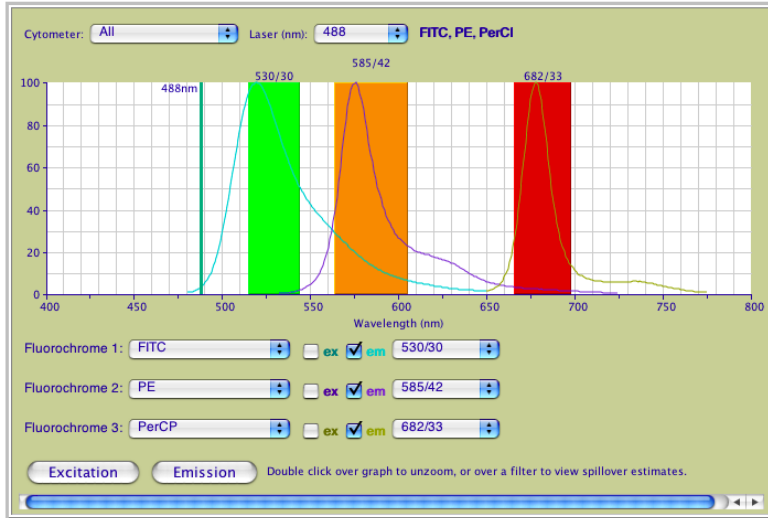 Cytometer: All Laser (nm): 488 FITC, PE, PerCl
585/42
530/30 682/33
488nm
100
80
60
40
20
0
400 450 500 550 600 650 700 750 800
Wavelength (nm)
Fluorochrome 1: FITC ex em 530/30
Fluorochrome 2: PE ex em 585/42
Fluorochrome 3: PerCP ex em 682/33
Excitation Emission Double click over graph to unzoom, or over a filter to view spillover estimates.